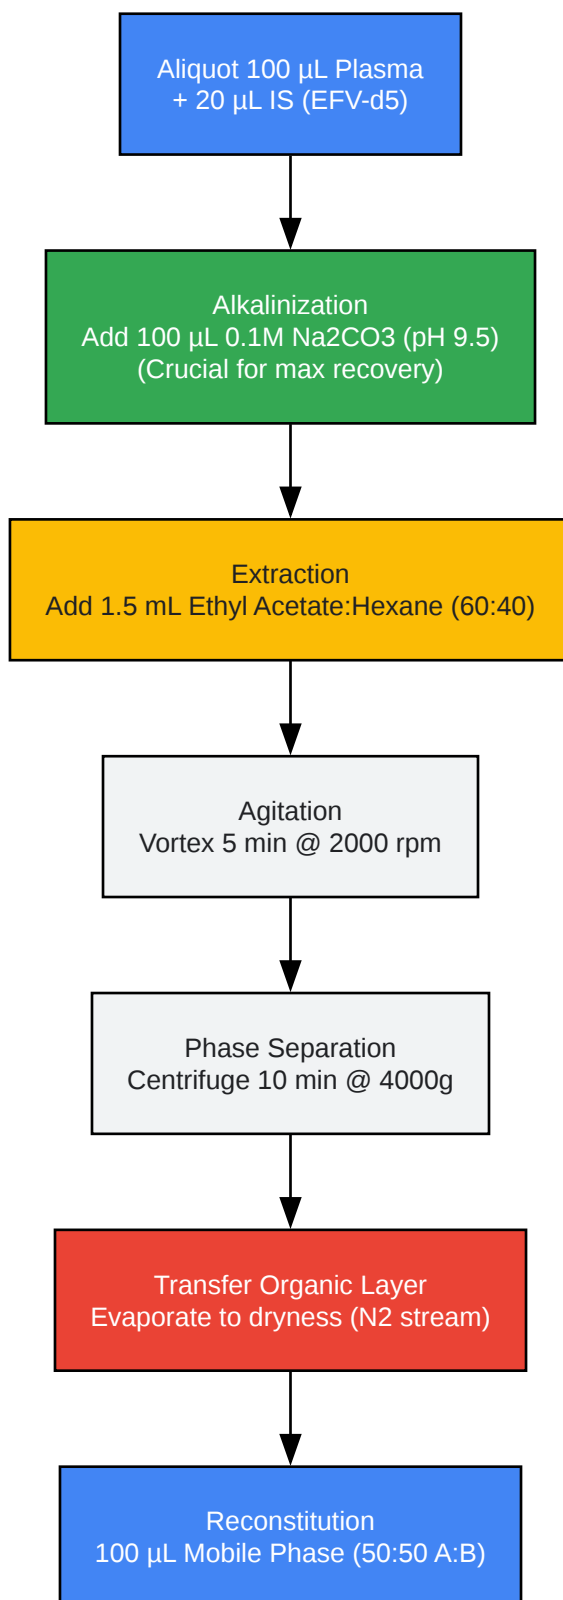 Aliquot 100 µL Plasma
+ 20 µL IS (EFV-d5)
Alkalinization
Add 100 µL 0.1M Na2CO3 (pH 9.5)
(Crucial for max recovery)
Extraction
Add 1.5 mL Ethyl Acetate:Hexane (60:40)
Agitation
Vortex 5 min @ 2000 rpm
Phase Separation
Centrifuge 10 min @ 4000g
Transfer Organic Layer
Evaporate to dryness (N2 stream)
Reconstitution
100 µL Mobile Phase (50:50 A:B)